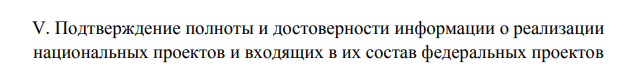 V. Подтверждение полноты и достоверности информации о реализации
национальных проектов и входящих в их состав федеральных проектов